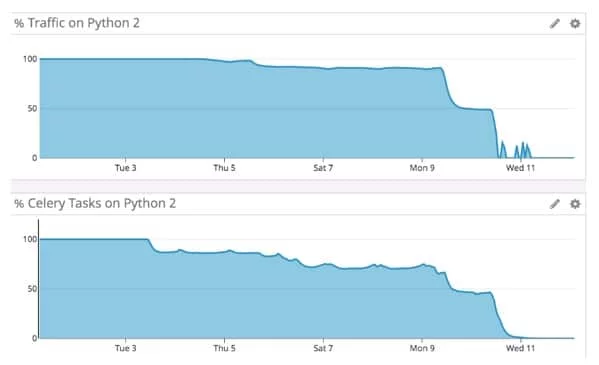 % Traffic on Python 2
100
50
0
Tue 3 Thu 5 Sat 7 Mon 9 Wed 11
% Celery Tasks on Python 2
100
50
0
Tue 3 Thu 5 Sat 7 Mon 9 Wed 11